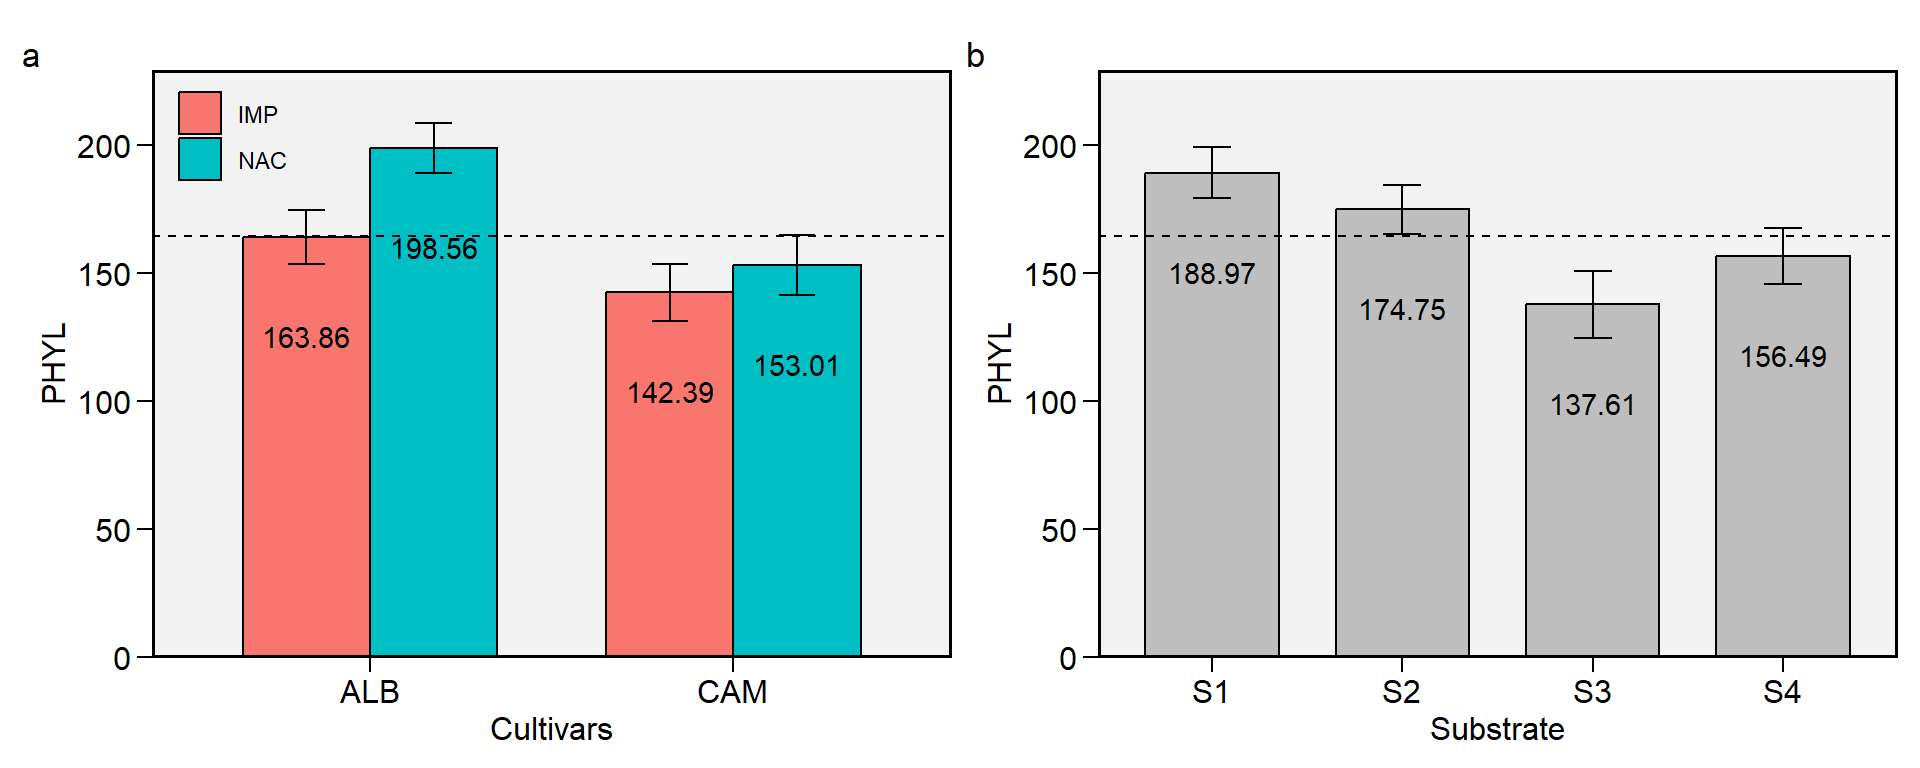 a
IMP
NAC
200
150
100
50
0
PHYL
163.86
198.56
142.39
153.01
ALB
CAM
Cultivars
b
200
150
100
50
0
PHYL
188.97
174.75
137.61
156.49
S1
S2
S3
S4
Substrate